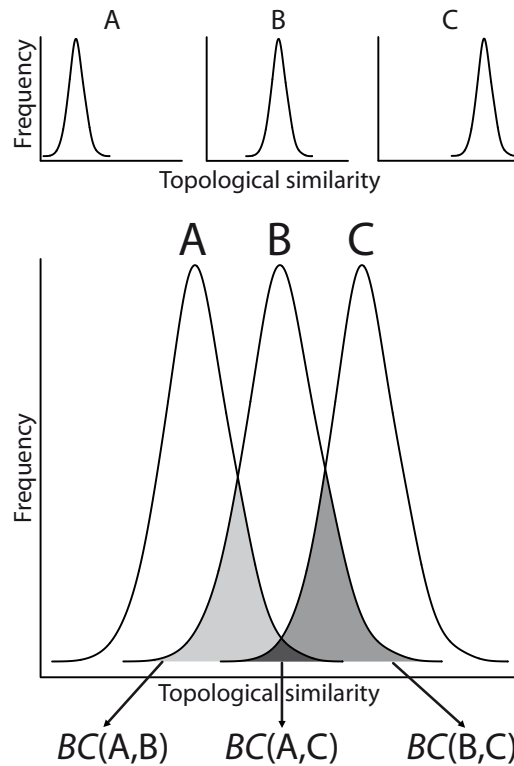 A B C
Frequency
Topological similarity
A B C
Frequency
Topological similarity
BC(A,B) BC(A,C) BC(B,C)